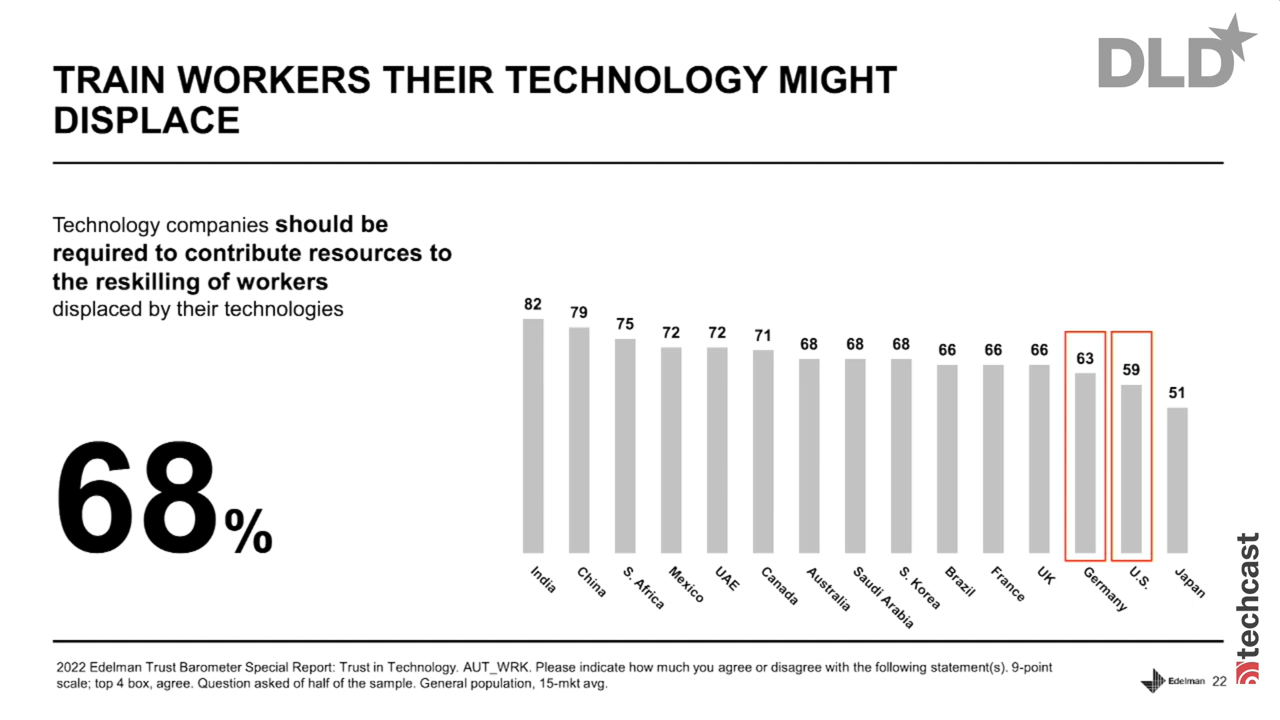 DLD
TRAIN WORKERS THEIR TECHNOLOGY MIGHT
DISPLACE
Technology companies should be
required to contribute resources to
the reskilling of workers
displaced by their technologies
68%
82
79
75
72
72
71
68
68
68
66
66
66
63
59
51
India
China
S. Africa
Mexico
UAE
Canada
Australia
Saudi Arabia
S. Korea
Brazil
France
UK
Germany
U.S.
Japan
techcast
2022 Edelman Trust Barometer Special Report: Trust in Technology. AUT_WRK. Please indicate how much you agree or disagree with the following statement(s). 9-point
scale; top 4 box, agree. Question asked of half of the sample. General population, 15-mkt avg.
Edelman 22